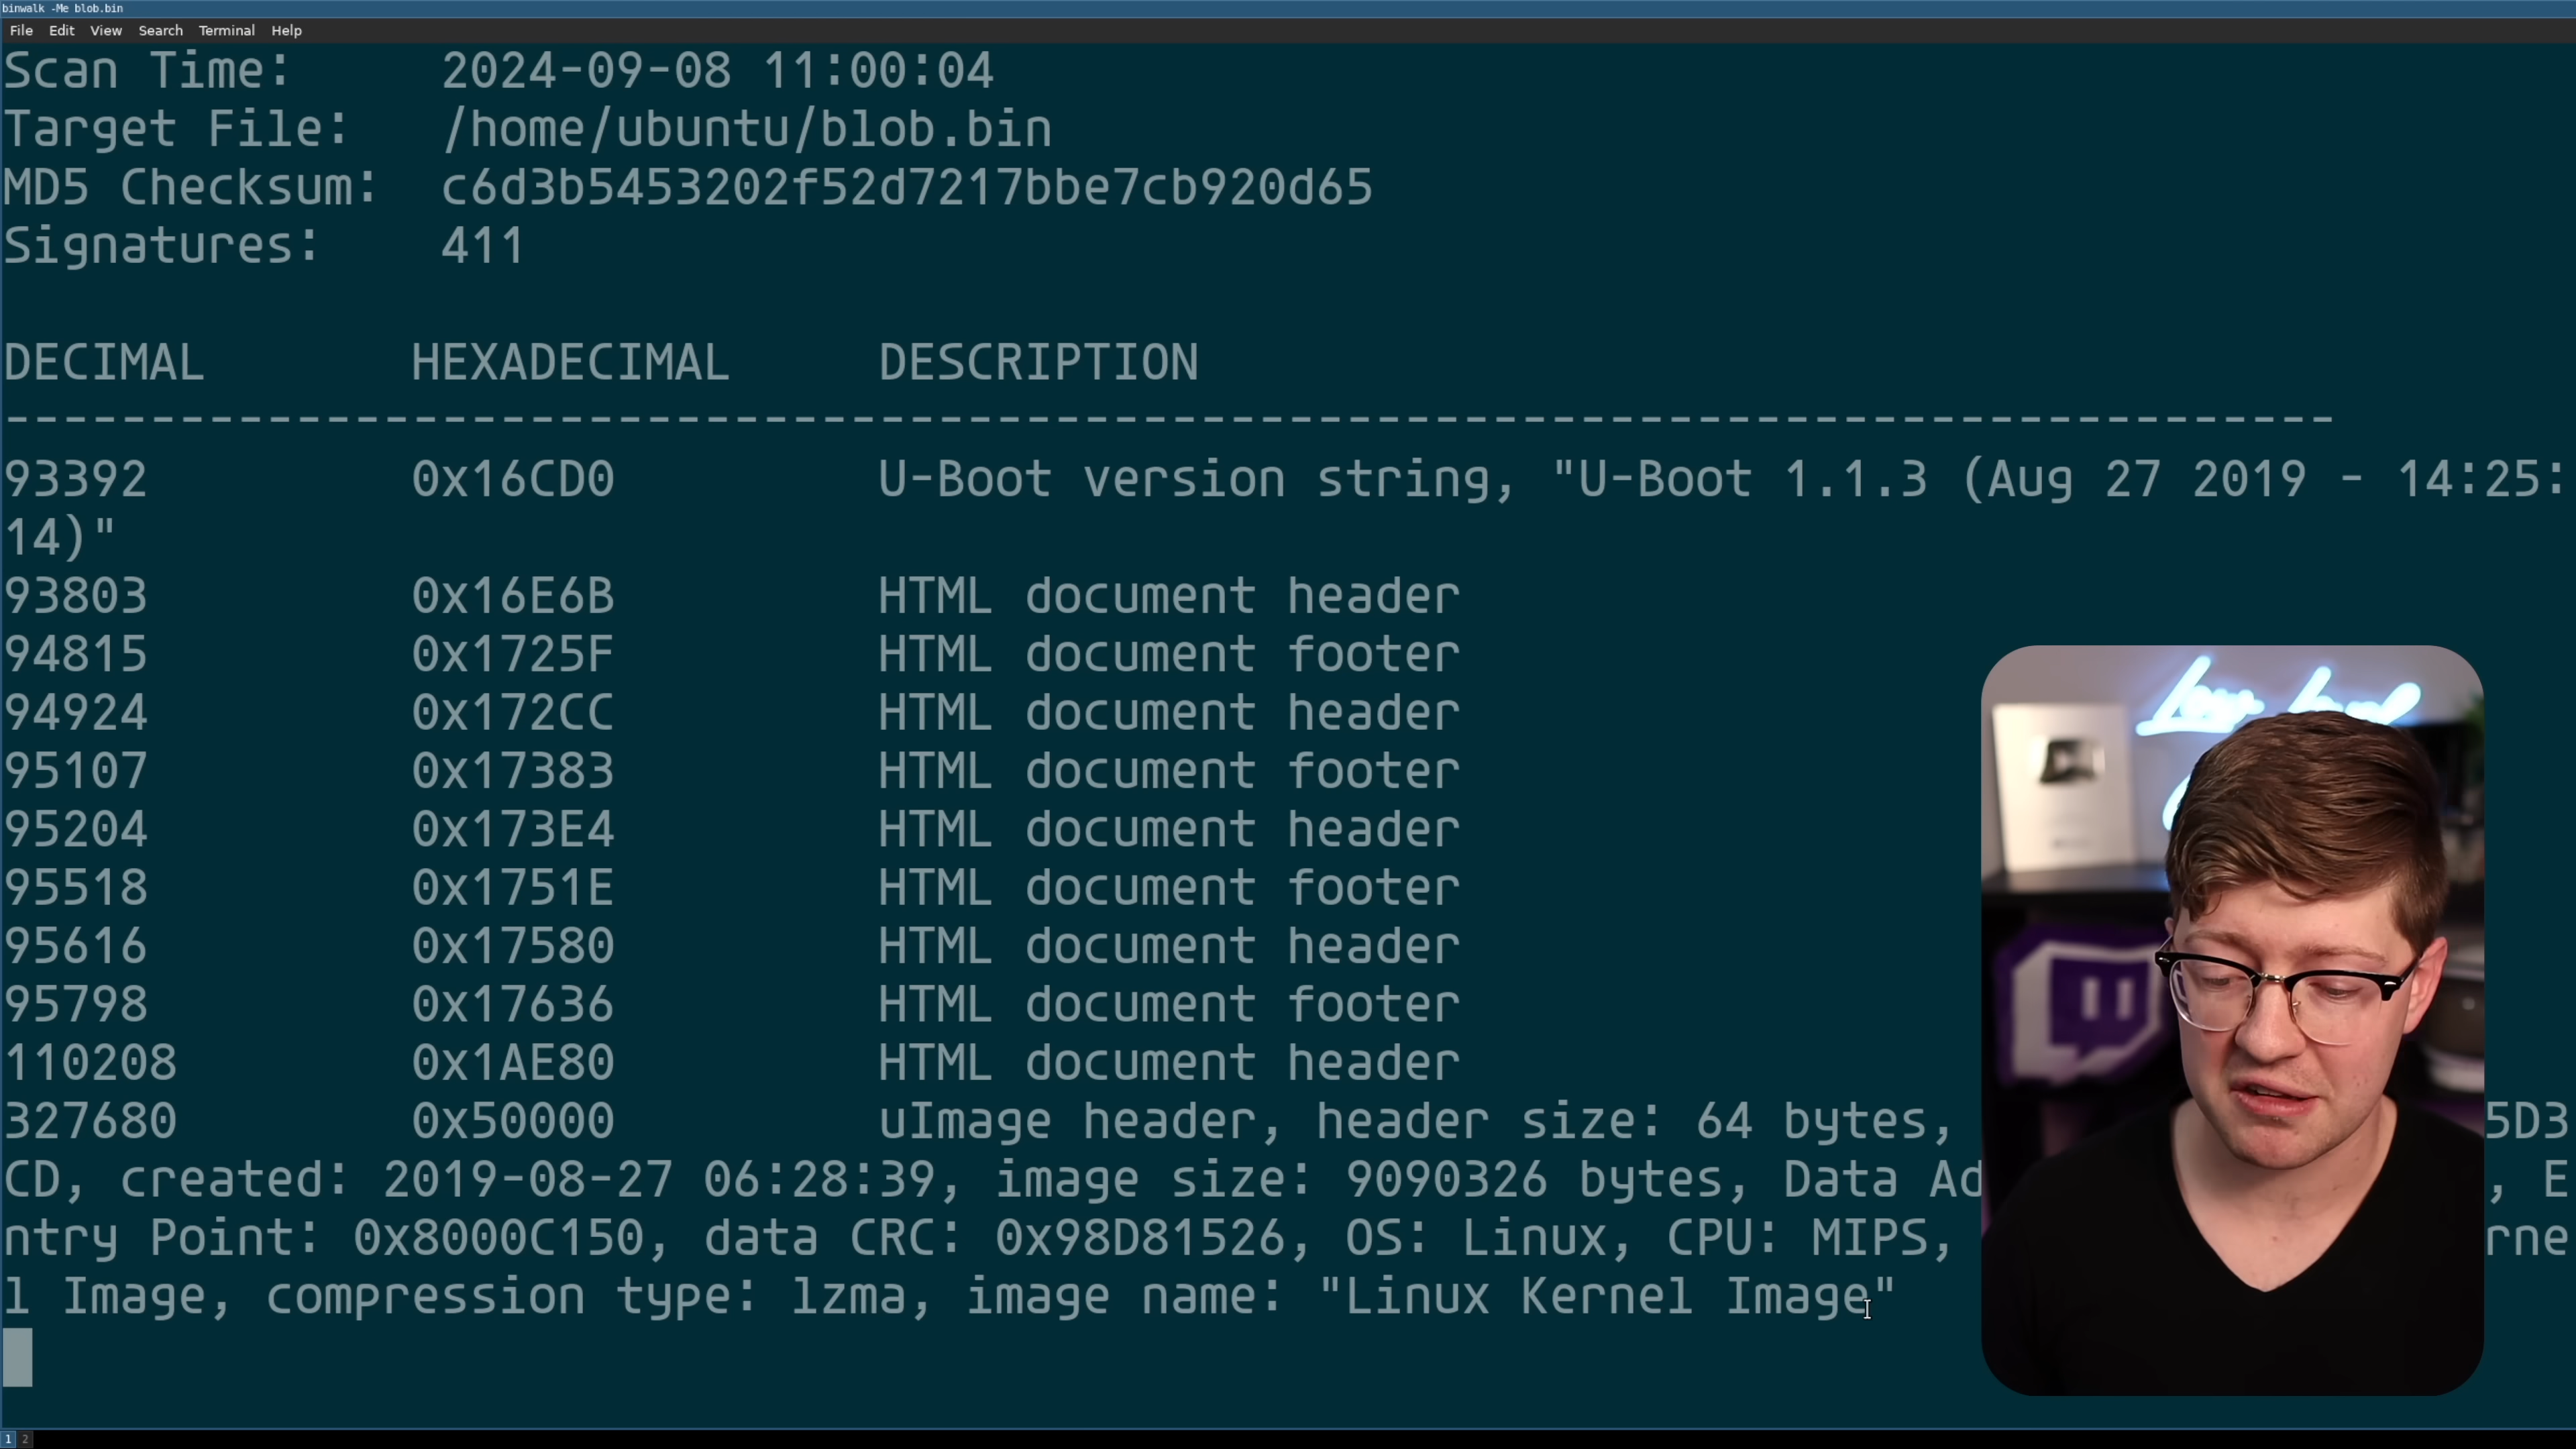 binwalk -Me blob.bin
File Edit View Search Terminal Help
Scan Time: 2024-09-08 11:00:04
Target File: /home/ubuntu/blob.bin
MD5 Checksum: c6d3b5453202f52d7217bbe7cb920d65
Signatures: 411
DECIMAL HEXADECIMAL DESCRIPTION
--------------------------------------------------------------------------------
93392 0x16CD0 U-Boot version string, "U-Boot 1.1.3 (Aug 27 2019 - 14:25:
14)"
93803 0x16E6B HTML document header
94815 0x1725F HTML document footer
94924 0x172CC HTML document header
95107 0x17383 HTML document footer
95204 0x173E4 HTML document header
95518 0x1751E HTML document footer
95616 0x17580 HTML document header
95798 0x17636 HTML document footer
110208 0x1AE80 HTML document header
327680 0x50000 uImage header, header size: 64 bytes, 5D3
CD, created: 2019-08-27 06:28:39, image size: 9090326 bytes, Data Ad , E
ntry Point: 0x8000C150, data CRC: 0x98D81526, OS: Linux, CPU: MIPS, rne
l Image, compression type: lzma, image name: "Linux Kernel Image"
1 2